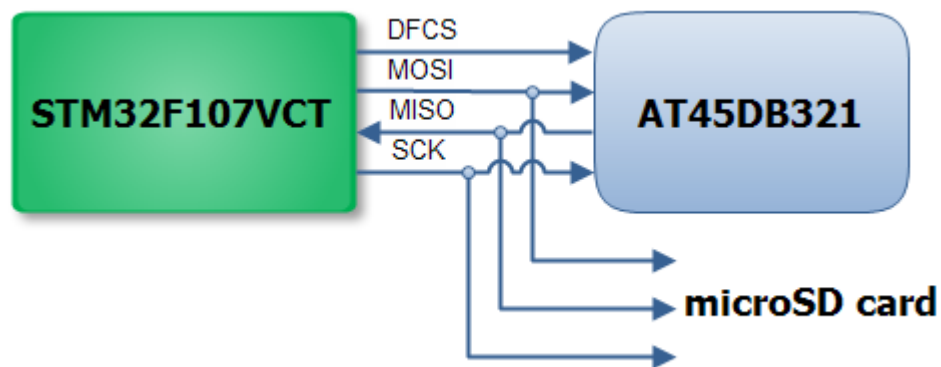 DFCS
MOSI
STM32F107VCT
MISO
AT45DB321
SCK
microSD card